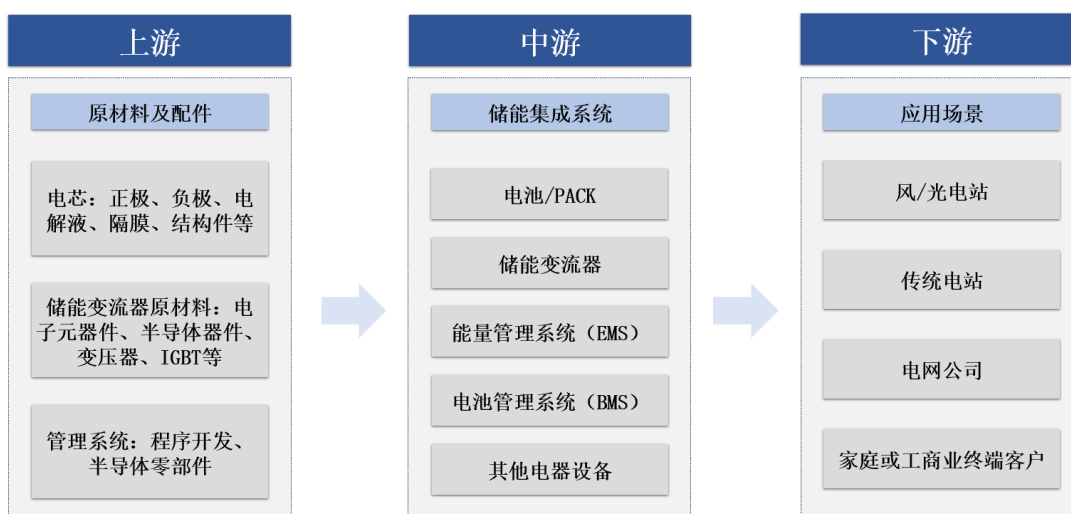 上游
原材料及配件
电芯：正极、负极、电
解液、隔膜、结构件等
储能变流器原材料：电
子元器件、半导体器件、
变压器、IGBT等
管理系统：程序开发、
半导体零部件
中游
储能集成系统
电池/PACK
储能变流器
能量管理系统（EMS）
电池管理系统（BMS）
其他电器设备
下游
应用场景
风/光电站
传统电站
电网公司
家庭或工商业终端客户